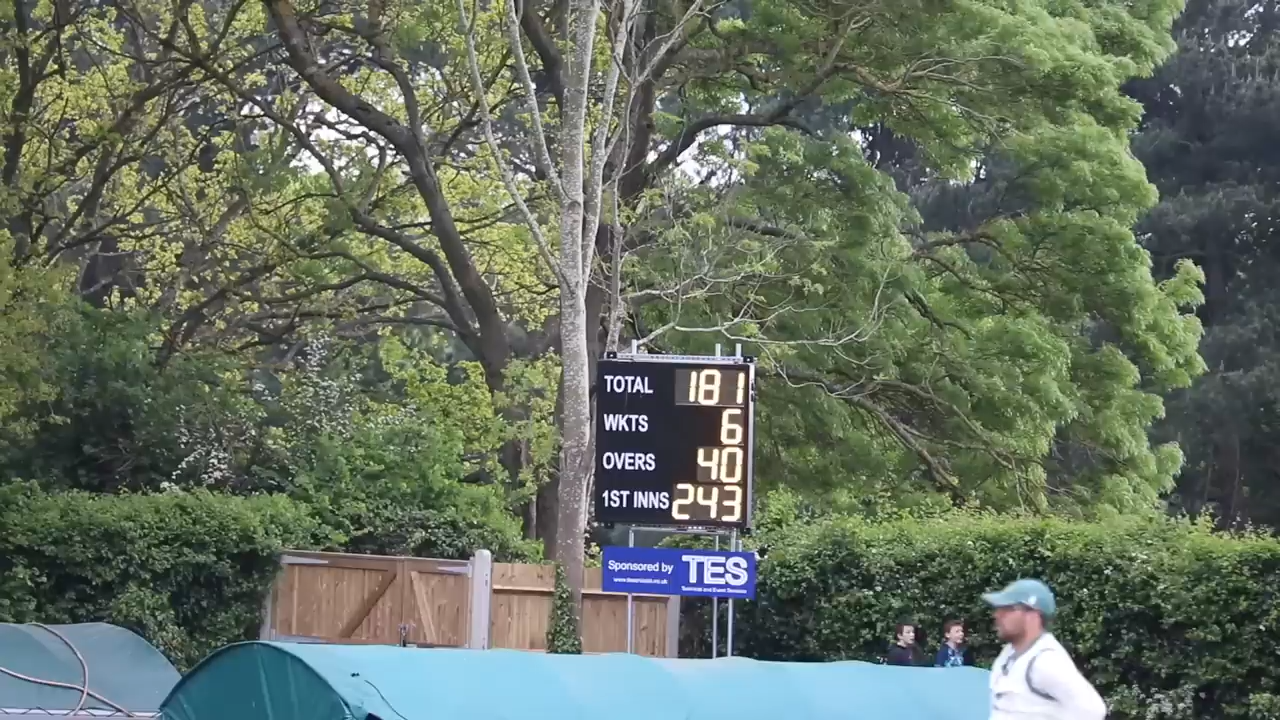 TOTAL 181
WKTS 6
OVERS 40
1ST INNS 243
Sponsored by TES